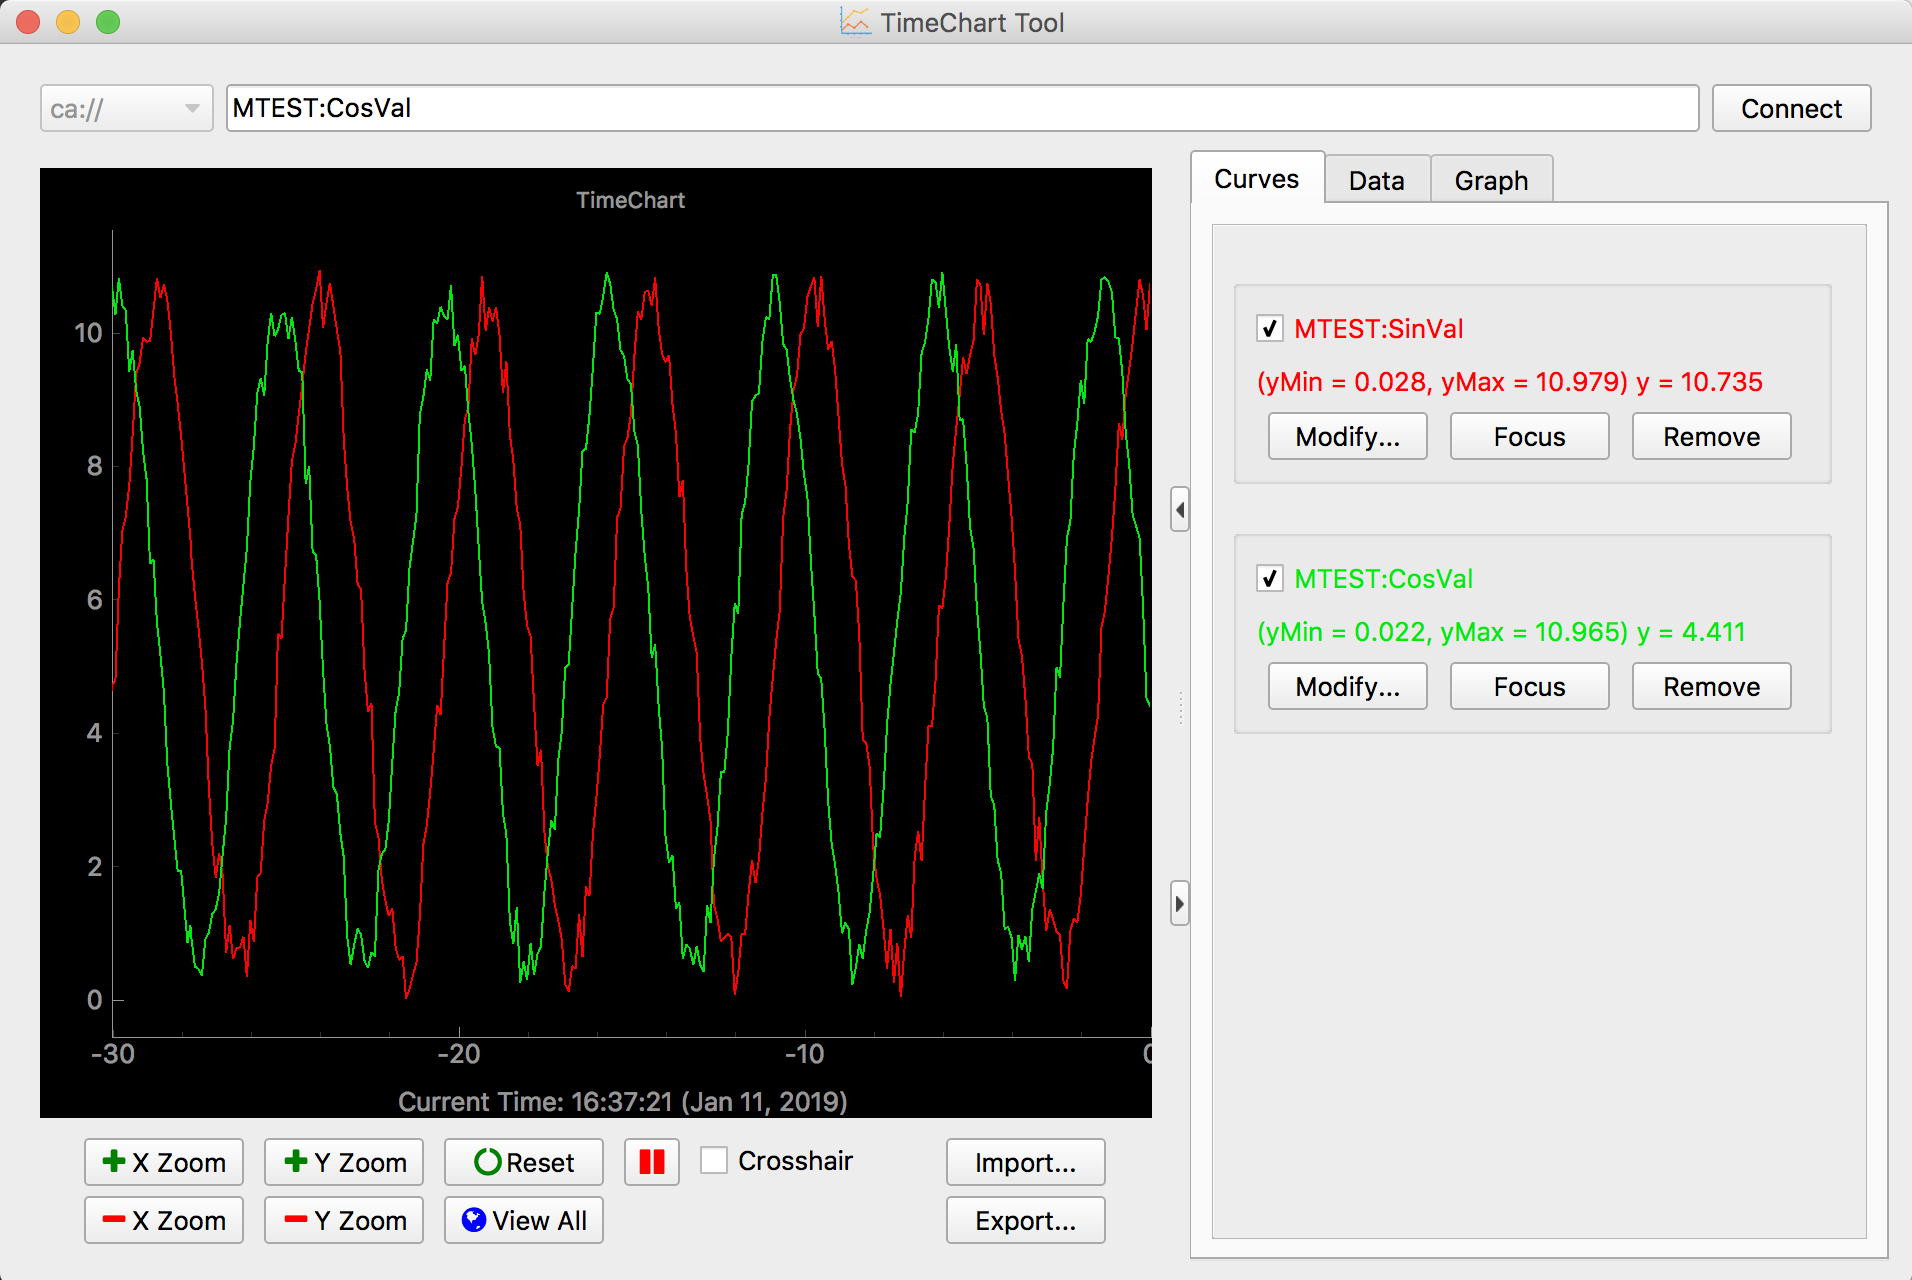 TimeChart Tool
ca://
MTEST:CosVal
Connect
TimeChart
10
8
6
4
2
0
-30
-20
-10
0
Current Time: 16:37:21 (Jan 11, 2019)
X Zoom
Y Zoom
Reset
Crosshair
Import...
X Zoom
Y Zoom
View All
Export...
Curves
Data
Graph
MTEST:SinVal
(yMin = 0.028, yMax = 10.979) y = 10.735
Modify...
Focus
Remove
MTEST:CosVal
(yMin = 0.022, yMax = 10.965) y = 4.411
Modify...
Focus
Remove